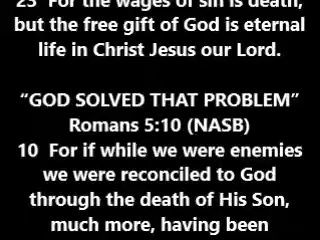 23  For the wages of sin is death,
but the free gift of God is eternal
life in Christ Jesus our Lord.
“GOD SOLVED THAT PROBLEM”
Romans 5:10 (NASB)
10  For if while we were enemies
we were reconciled to God
through the death of His Son,
much more, having been